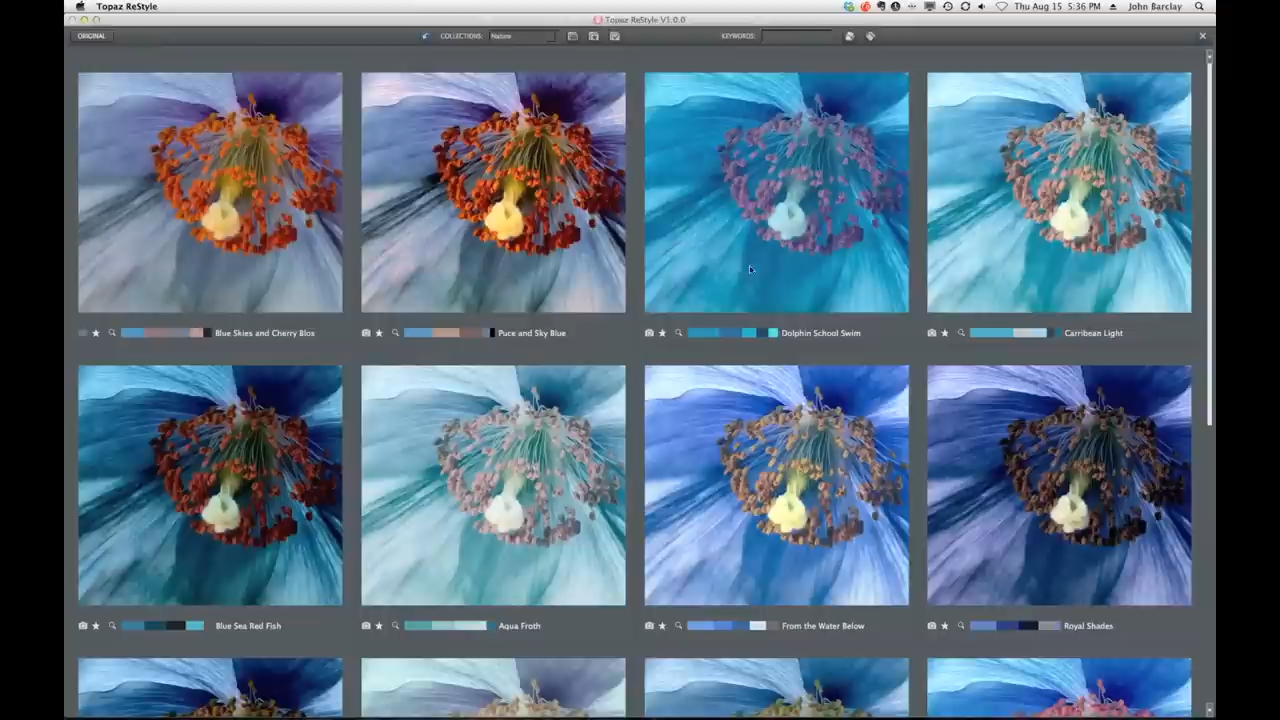 Topaz ReStyle
Thu Aug 15 5:36 PM
John Barclay
Topaz ReStyle V1.0.0
ORIGINAL
COLLECTIONS: Nature
KEYWORDS:
Blue Skies and Cherry Blos
Puce and Sky Blue
Dolphin School Swim
Carribean Light
Blue Sea Red Fish
Aqua Froth
From the Water Below
Royal Shades